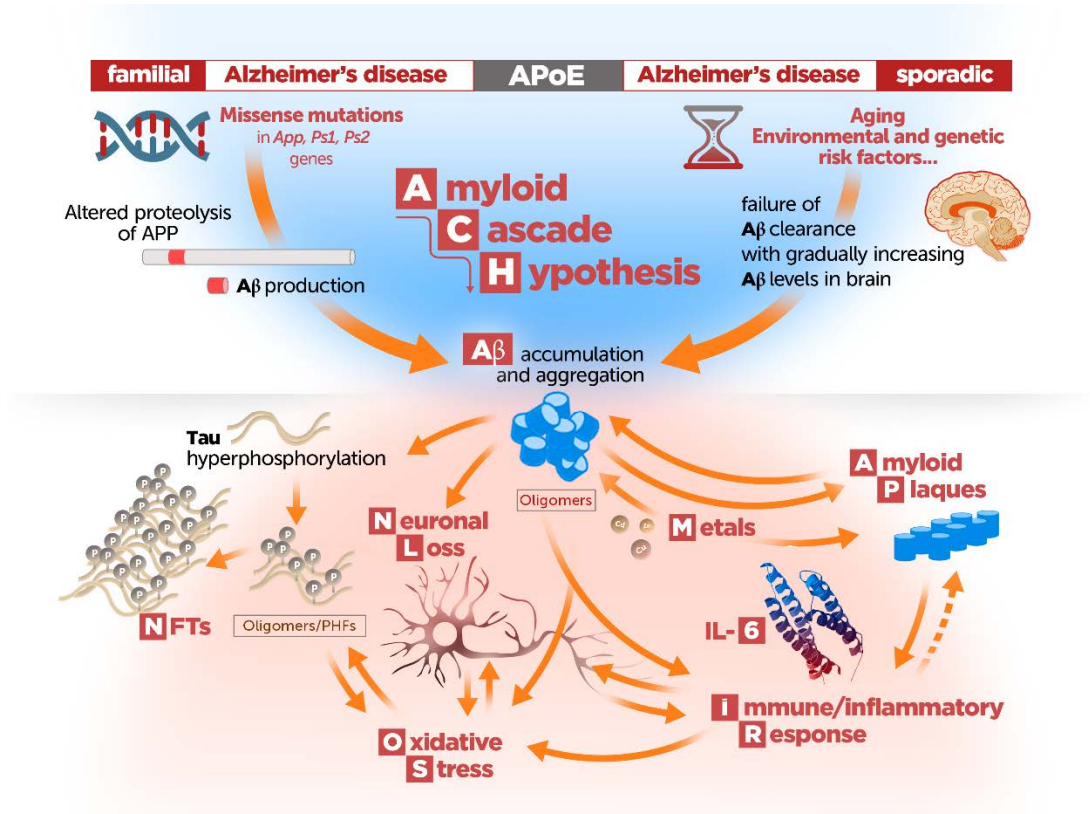 familial Alzheimer's disease APoE Alzheimer's disease sporadic
Missense mutations
in App, Ps1, Ps2
genes
Aging
Environmental and genetic
risk factors...
Altered proteolysis
of APP
Aβ production
Amyloid
Cascade
Hypothesis
failure of
Aβ clearance
with gradually increasing
Aβ levels in brain
Aβ accumulation
and aggregation
Tau
hyperphosphorylation
P P P P P P P P P P P P P P P P
P P P P P P
NFTs
Oligomers/PHFs
Neuronal
Loss
Oligomers
Metals
Amyloid
Plaques
IL-6
immune/inflammatory
Response
Oxidative
Stress